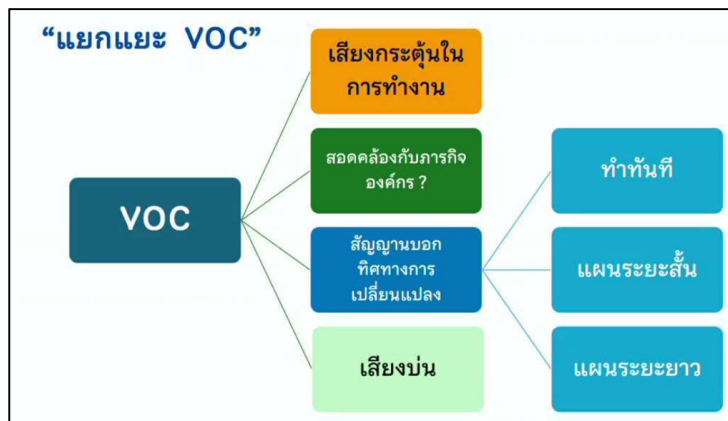 “แยกแยะ VOC”
VOC
เสียงกระตุ้นใน
การทำงาน
สอดคล้องกับภารกิจ
องค์กร ?
สัญญานบอก
ทิศทางการ
เปลี่ยนแปลง
เสียงบ่น
ทำทันที
แผนระยะสั้น
แผนระยะยาว